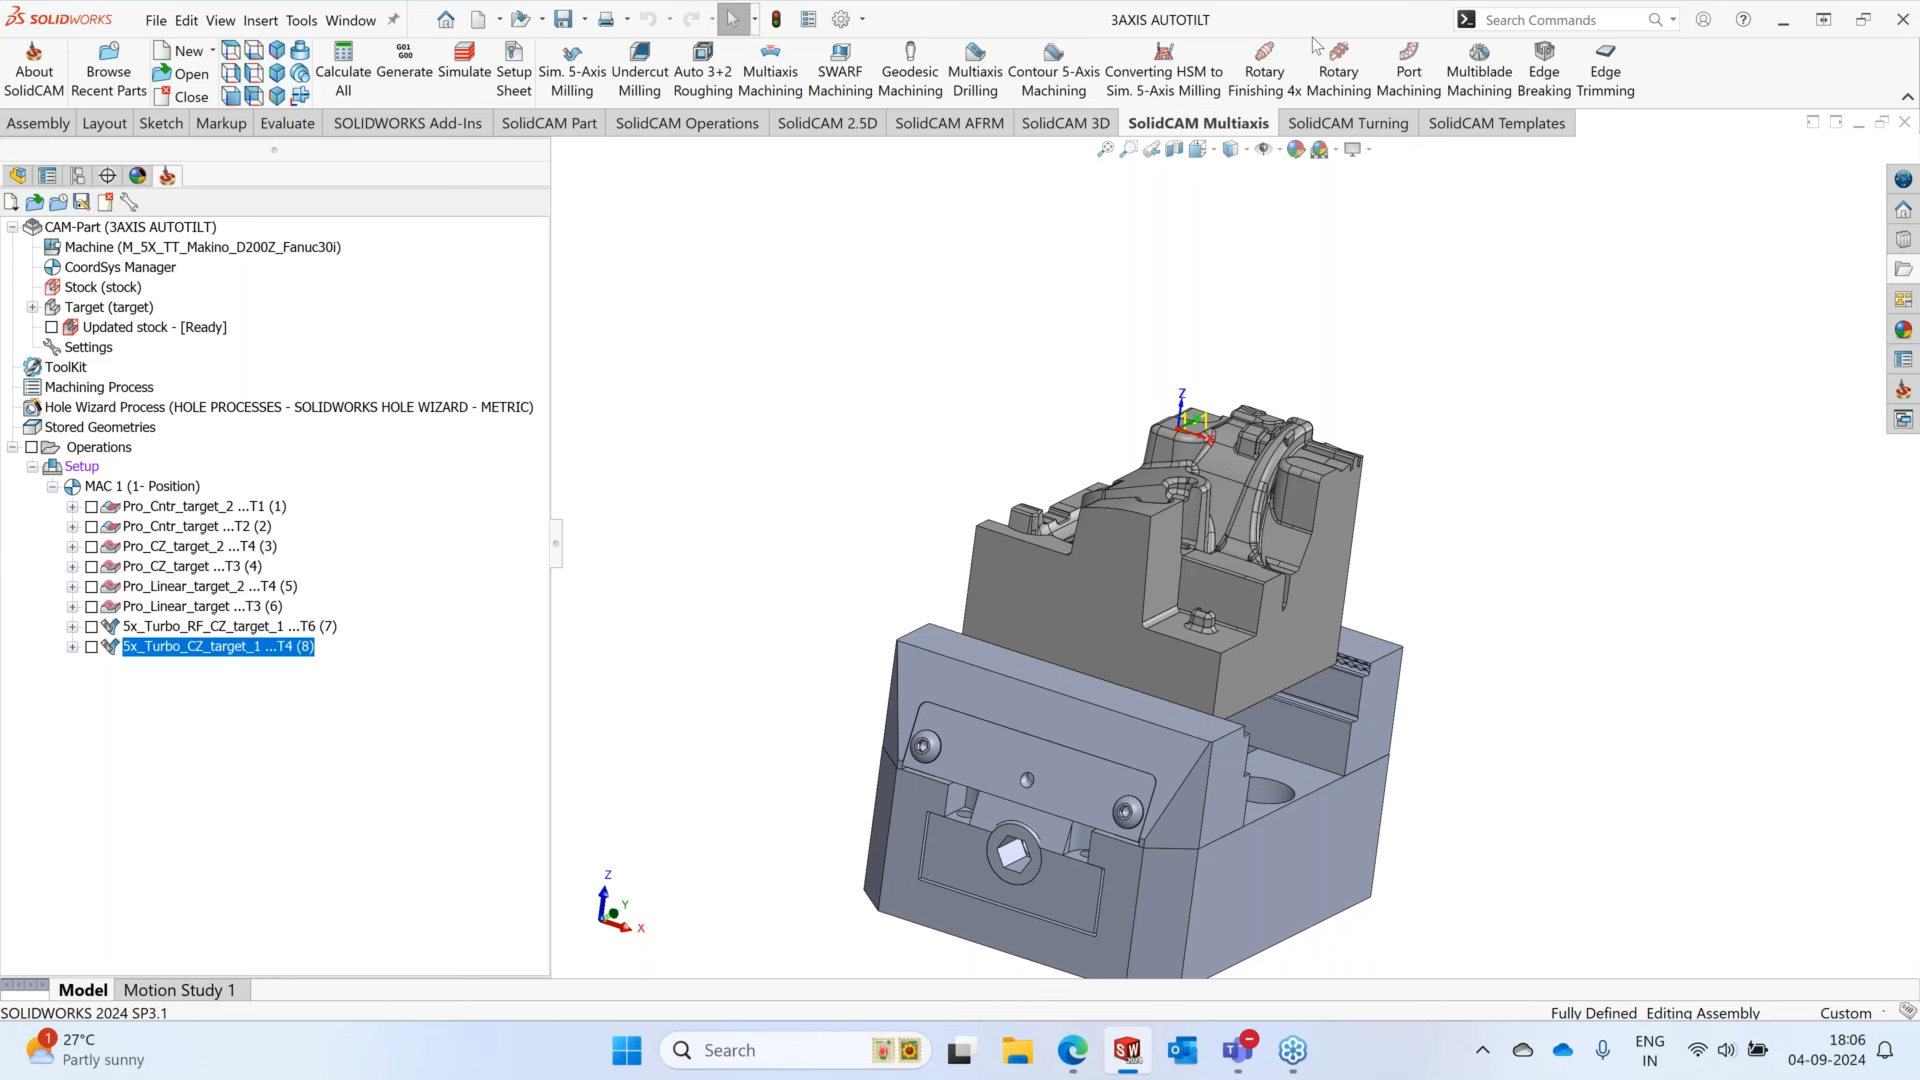 SOLIDWORKS
File Edit View Insert Tools Window
3AXIS AUTOTILT
Search Commands
About SolidCAM
Browse Recent Parts
New
Open
Close
Calculate All
G01
G00
Generate
Simulate
Setup Sheet
Sim. 5-Axis Milling
Undercut Milling
Auto 3+2 Roughing
Multiaxis Machining
SWARF Machining
Geodesic Machining
Multiaxis Drilling
Contour 5-Axis Machining
Converting HSM to Sim. 5-Axis Milling
Rotary Finishing 4x
Rotary Machining
Port Machining
Multiblade Machining
Edge Breaking
Edge Trimming
Assembly Layout Sketch Markup Evaluate SOLIDWORKS Add-Ins SolidCAM Part SolidCAM Operations SolidCAM 2.5D SolidCAM AFRM SolidCAM 3D SolidCAM Multiaxis SolidCAM Turning SolidCAM Templates
CAM-Part (3AXIS AUTOTILT)
Machine (M_5X_TT_Makino_D200Z_Fanuc30i)
CoordSys Manager
Stock (stock)
Target (target)
Updated stock - [Ready]
Settings
ToolKit
Machining Process
Hole Wizard Process (HOLE PROCESSES - SOLIDWORKS HOLE WIZARD - METRIC)
Stored Geometries
Operations
Setup
MAC 1 (1- Position)
Pro_Cntr_target_2 ...T1 (1)
Pro_Cntr_target ...T2 (2)
Pro_CZ_target_2 ...T4 (3)
Pro_CZ_target ...T3 (4)
Pro_Linear_target_2 ...T4 (5)
Pro_Linear_target ...T3 (6)
5x_Turbo_RF_CZ_target_1 ...T6 (7)
5x_Turbo_CZ_target_1 ...T4 (8)
Z
Z
Y
X
Model Motion Study 1
SOLIDWORKS 2024 SP3.1
Fully Defined Editing Assembly Custom
1
27°C
Partly sunny
Search
SW
2024
ENG
IN
18:06
04-09-2024